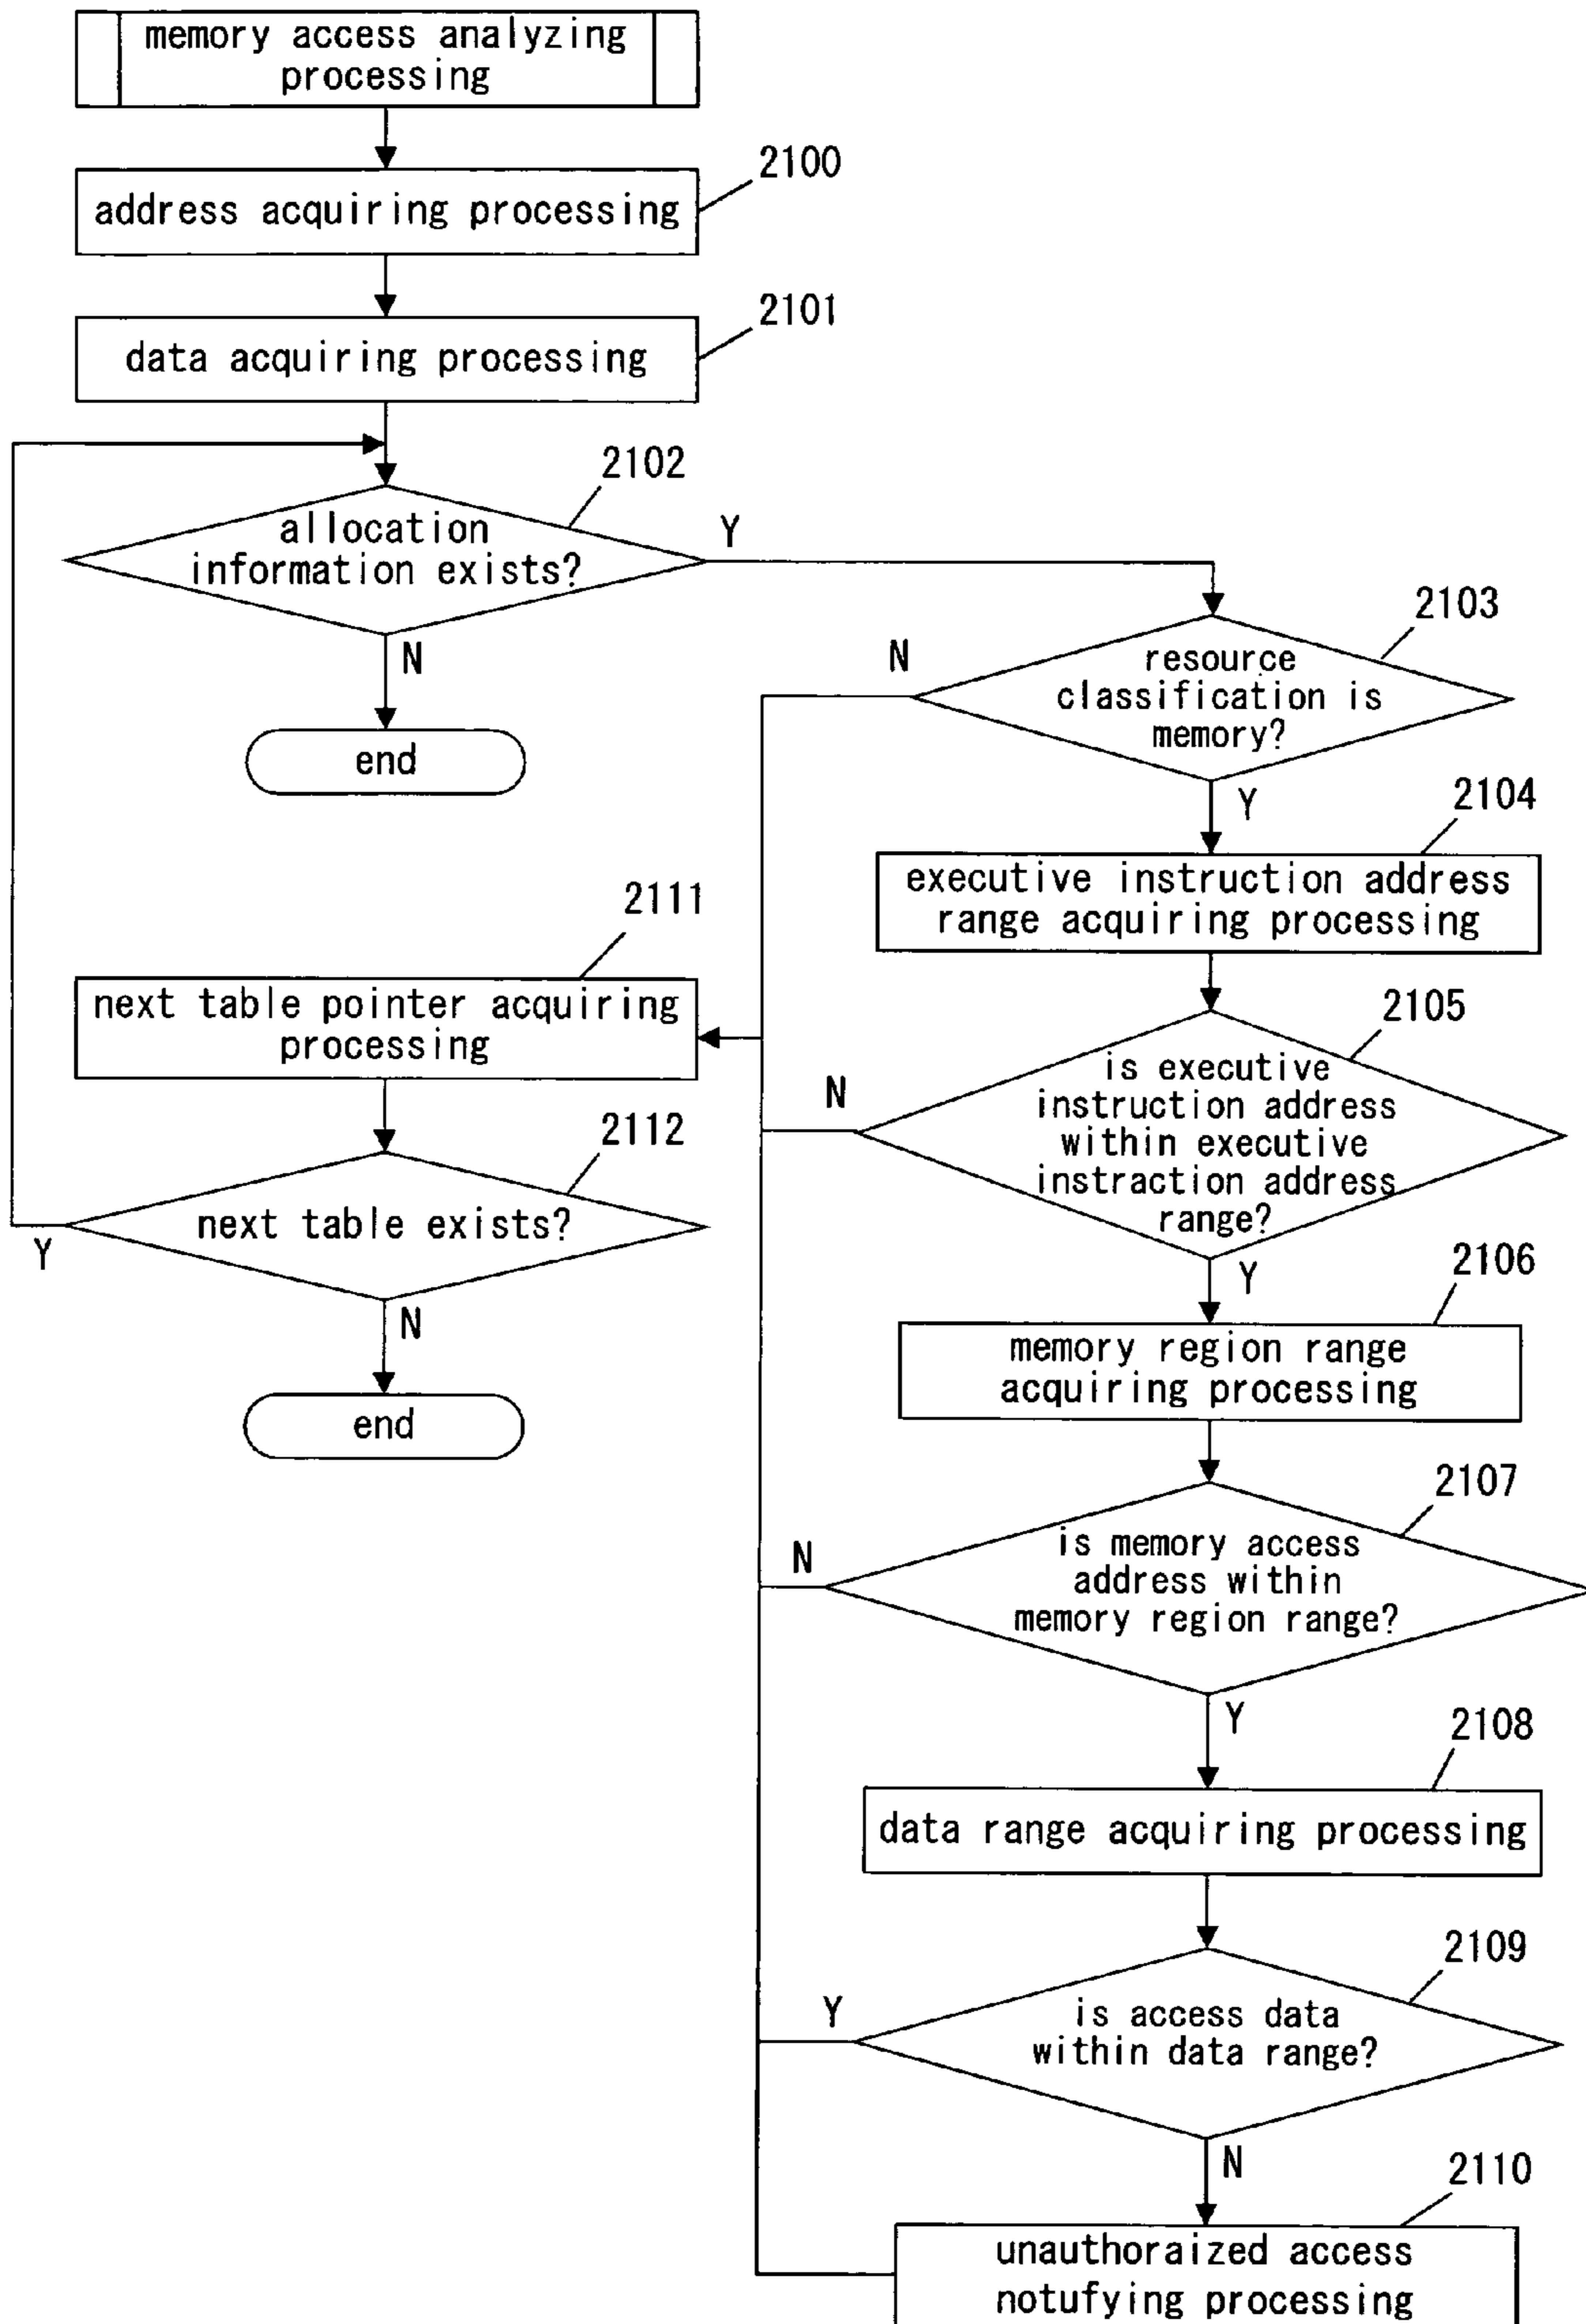 memory access analyzing
processing
2100
address acquiring processing
2101
data acquiring processing
2102
allocation
information exists?
Y
N
end
2103
resource
classification is
memory?
N
Y
2104
executive instruction address
range acquiring processing
2105
is executive
instruction address
within executive
instraction address
range?
N
Y
2106
memory region range
acquiring processing
2107
is memory access
address within
memory region range?
N
Y
2108
data range acquiring processing
2109
is access data
within data range?
Y
N
2110
unauthoraized access
notufying processing
2111
next table pointer acquiring
processing
2112
next table exists?
Y
N
end